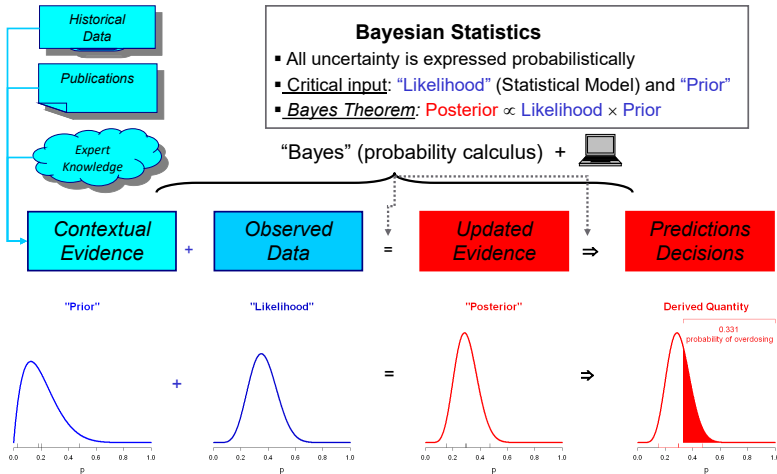 Historical
Data
Publications
Expert
Knowledge
Bayesian Statistics
▪ All uncertainty is expressed probabilistically
▪ Critical input: “Likelihood” (Statistical Model) and “Prior”
▪ Bayes Theorem: Posterior ∝ Likelihood × Prior
“Bayes” (probability calculus) +
Contextual
Evidence
+
Observed
Data
=
Updated
Evidence
⇒
Predictions
Decisions
"Prior"
"Likelihood"
"Posterior"
Derived Quantity
0.331
probability of overdosing
+
=
⇒
0.0 0.2 0.4 0.6 0.8 1.0
p
0.0 0.2 0.4 0.6 0.8 1.0
p
0.0 0.2 0.4 0.6 0.8 1.0
p
0.0 0.2 0.4 0.6 0.8 1.0
p